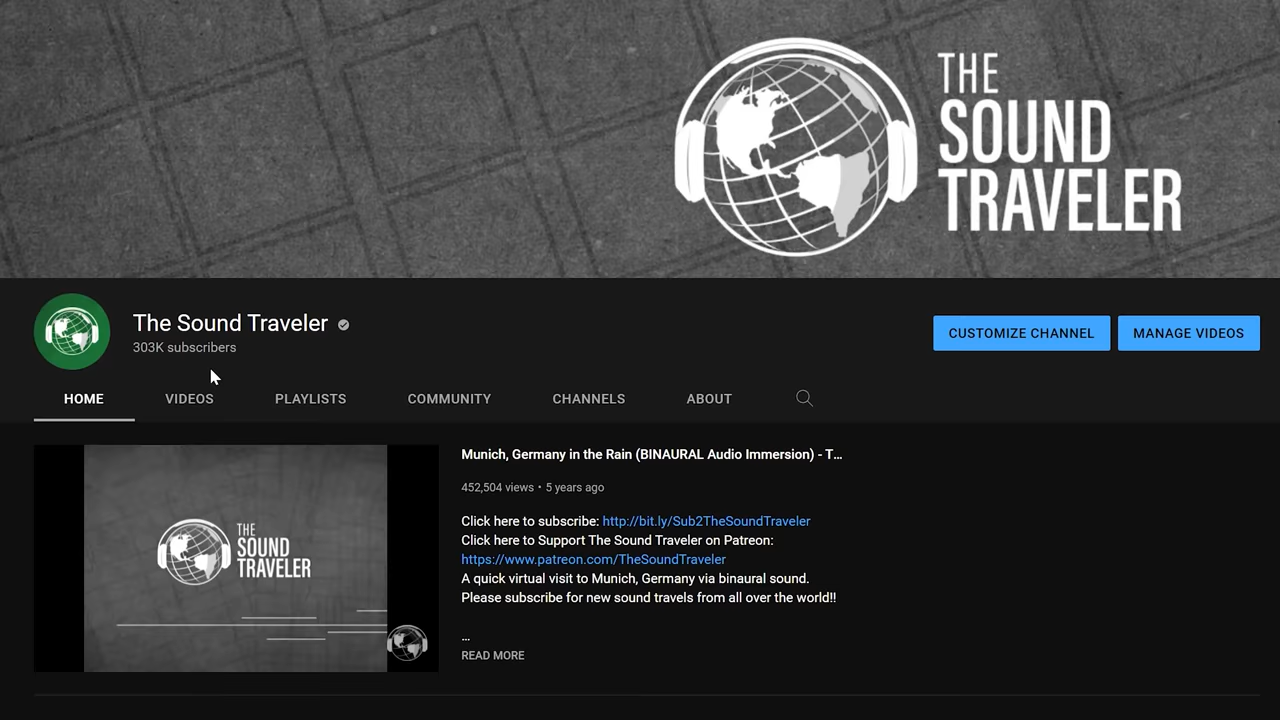 THE
SOUND
TRAVELER
The Sound Traveler
303K subscribers
CUSTOMIZE CHANNEL
MANAGE VIDEOS
HOME
VIDEOS
PLAYLISTS
COMMUNITY
CHANNELS
ABOUT
THE
SOUND
TRAVELER
Munich, Germany in the Rain (BINAURAL Audio Immersion) - T...
452,504 views • 5 years ago
Click here to subscribe: http://bit.ly/Sub2TheSoundTraveler
Click here to Support The Sound Traveler on Patreon:
https://www.patreon.com/TheSoundTraveler
A quick virtual visit to Munich, Germany via binaural sound.
Please subscribe for new sound travels from all over the world!!
...
READ MORE